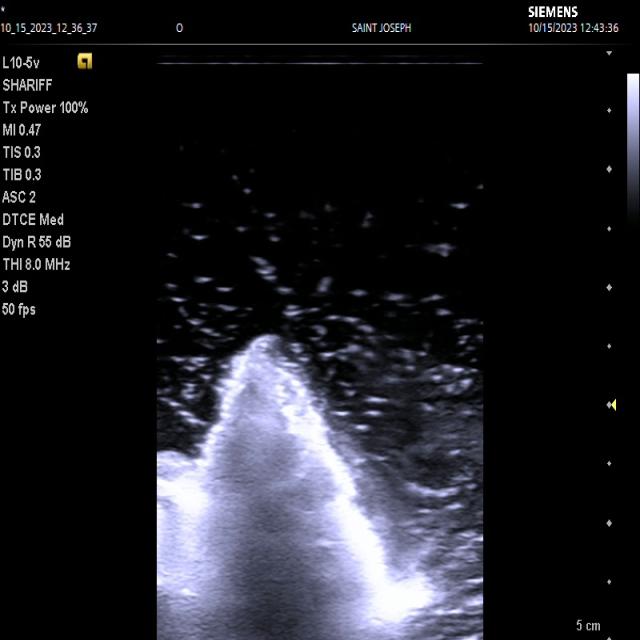 SIEMENS
10_15_2023_12_36_37 O SAINT JOSEPH 10/15/2023 12:43:36
L10-5v
SHARIFF
Tx Power 100%
MI 0.47
TIS 0.3
TIB 0.3
ASC 2
DTCE Med
Dyn R 55 dB
THI 8.0 MHz
3 dB
50 fps
5 cm